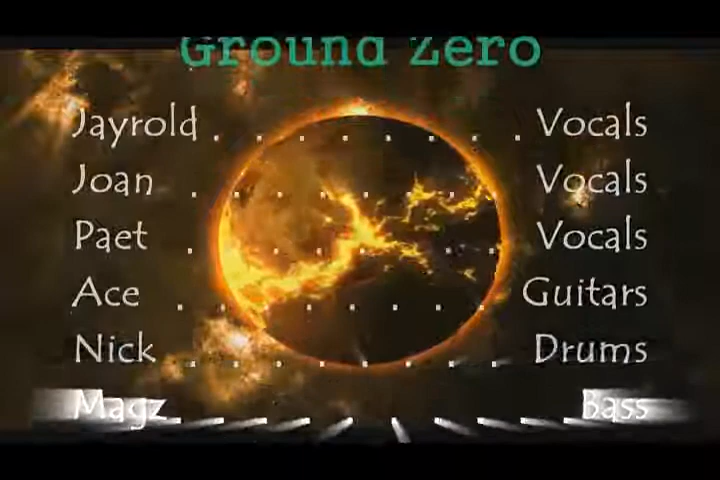 Ground Zero
Jayrold . . . . . . . . Vocals
Joan . . . . . . . . Vocals
Paet . . . . . . . . Vocals
Ace . . . . . . . . Guitars
Nick . . . . . . . . Drums
Magz . . . . . . . . . Bass